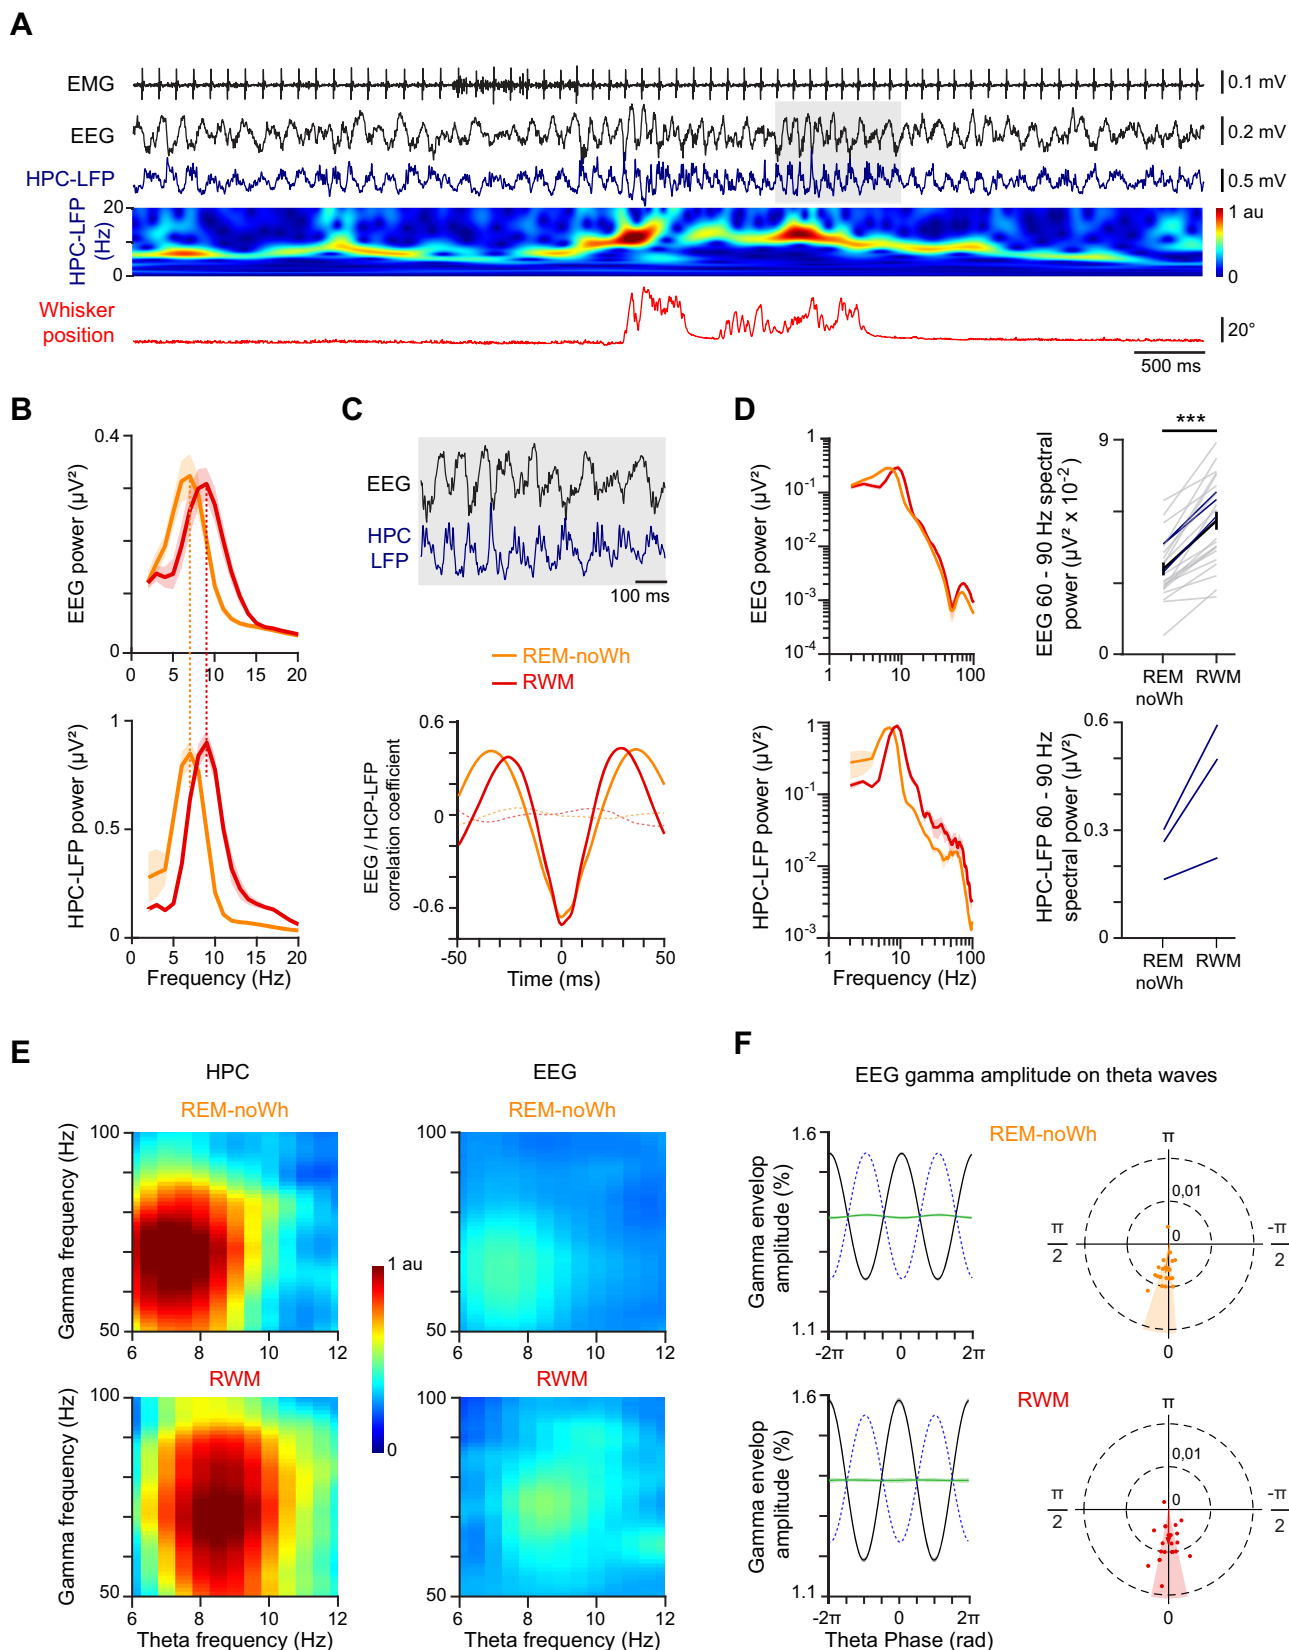 A
EMG
0.1 mV
EEG
0.2 mV
HPC-LFP
0.5 mV
HPC-LFP
(Hz)
20
0
1 au
0
Whisker
position
20°
500 ms
B
EEG power (µV²)
0.4
0
0 5 10 15 20
HPC-LFP power (µV²)
1
0.5
0
0 5 10 15 20
Frequency (Hz)
C
EEG
HPC
LFP
100 ms
REM-noWh
RWM
EEG / HCP-LFP
correlation coefficient
0.6
0
-0.6
-50 0 50
Time (ms)
D
EEG power (µV²)
1
10-1
10-2
10-3
10-4
1 10 100
EEG 60 - 90 Hz spectral
power (µV² x 10-2)
9
0
***
REM
noWh
RWM
HPC-LFP power (µV²)
1
10-1
10-2
10-3
1 10 100
Frequency (Hz)
HPC-LFP 60 - 90 Hz
spectral power (µV²)
0.6
0.3
0
REM
noWh
RWM
E
HPC
EEG
REM-noWh
REM-noWh
Gamma frequency (Hz)
100
50
6 8 10 12
100
50
6 8 10 12
1 au
0
RWM
RWM
Gamma frequency (Hz)
100
50
6 8 10 12
Theta frequency (Hz)
100
50
6 8 10 12
Theta frequency (Hz)
F
EEG gamma amplitude on theta waves
REM-noWh
Gamma envelop
amplitude (%)
1.6
1.1
-2π 0 2π
π
π
2
-π
2
0,01
0
0
RWM
Gamma envelop
amplitude (%)
1.6
1.1
-2π 0 2π
Theta Phase (rad)
π
π
2
-π
2
0,01
0
0